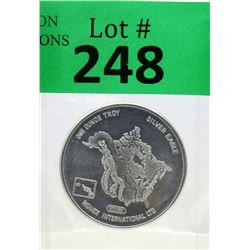 ON
ONS
Lot #
248
ONE OUNCE TROY SILVER EAGLE
MONEX INTERNATIONAL LTD